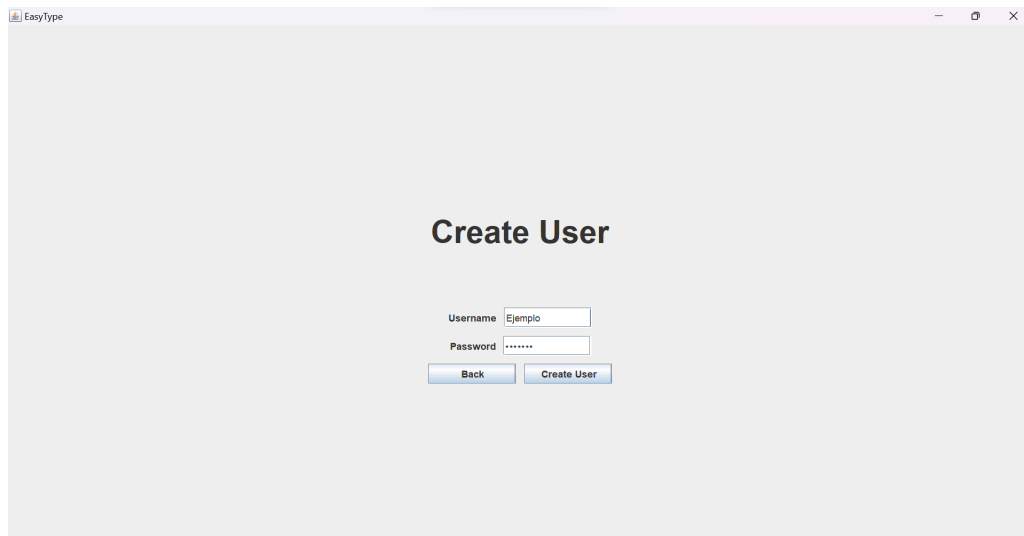 EasyType
Create User
Username Ejemplo
Password •••••••
Back Create User